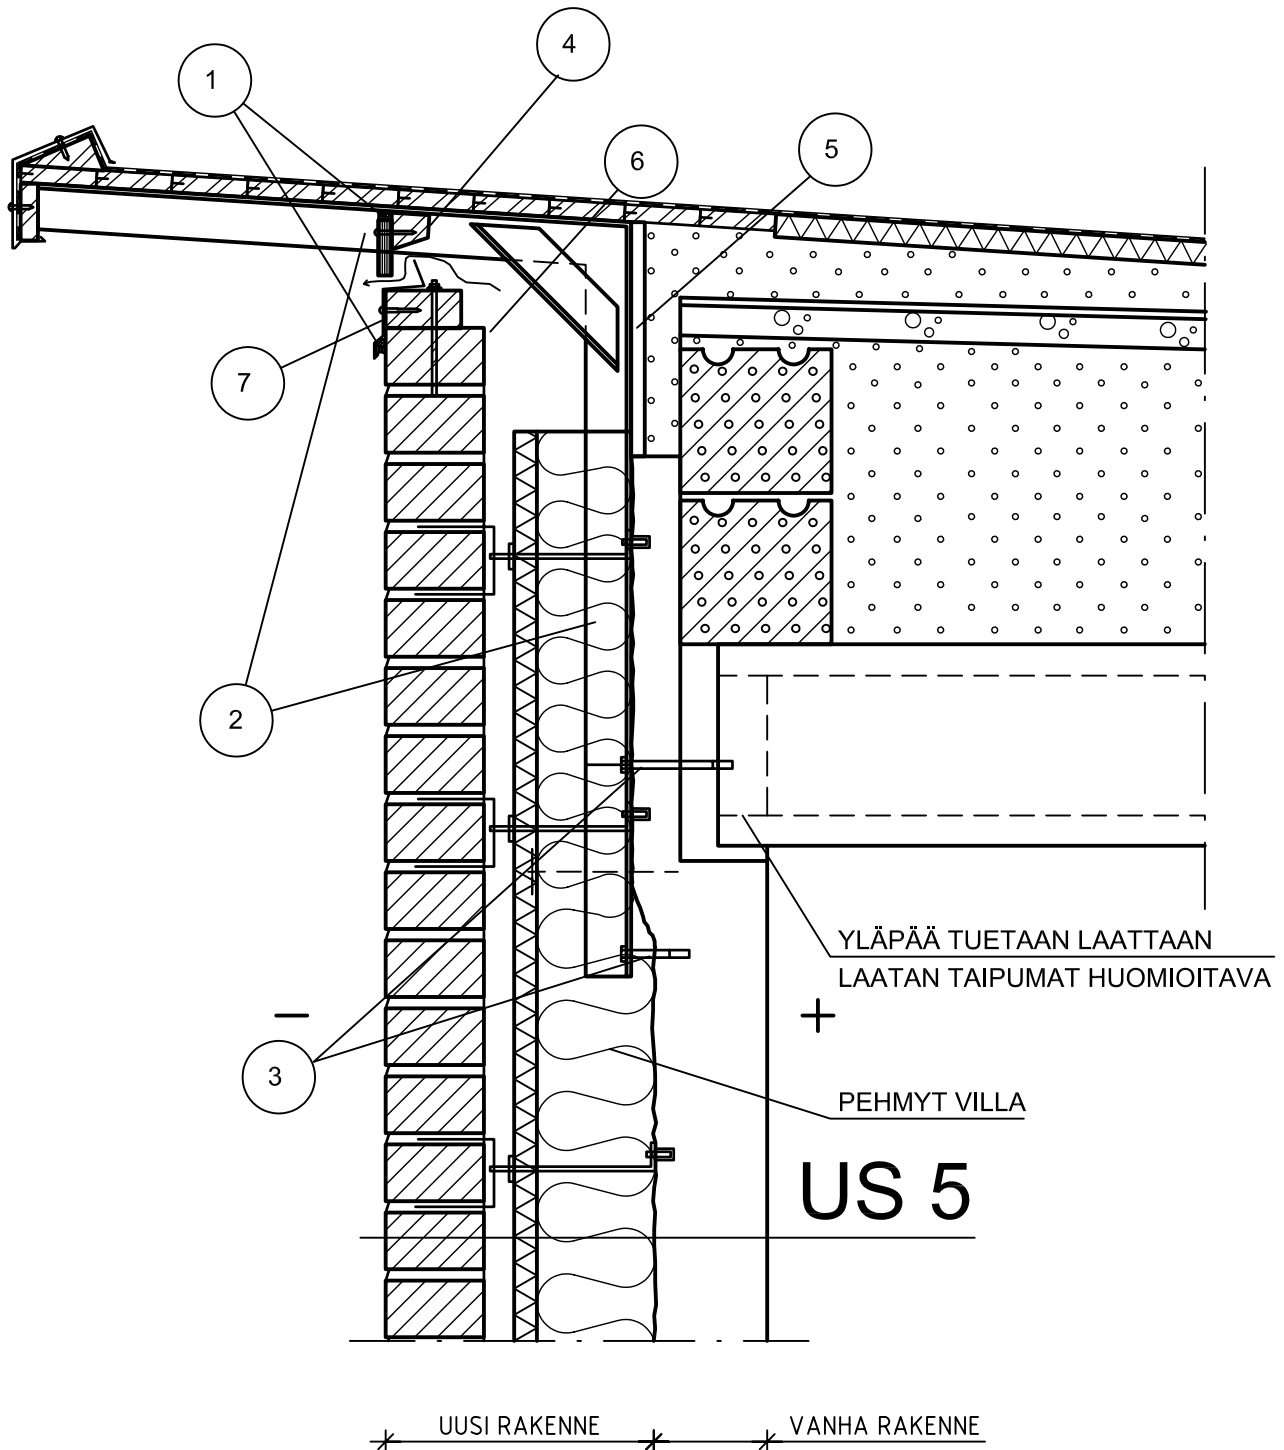 4
1
6
5
7
2
YLÄPÄÄ TUETAAN LAATTAAN
LAATAN TAIPUMAT HUOMIOITAVA
− +
3
PEHMYT VILLA
US 5
UUSI RAKENNE
VANHA RAKENNE